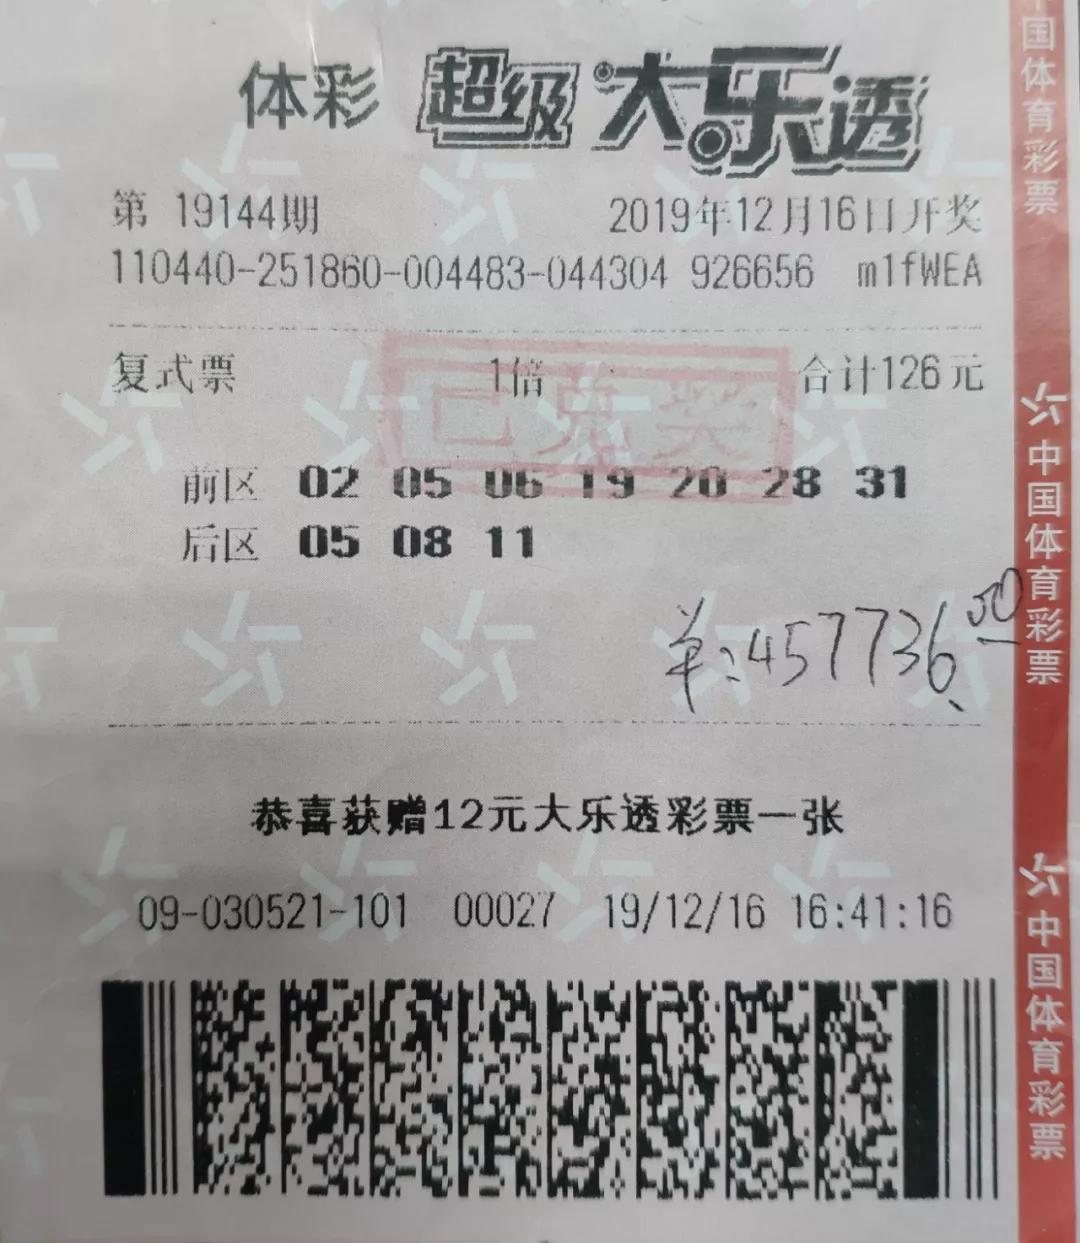 体彩 超级大乐透
第 19144期 2019年12月16日开奖
110440-251860-004483-044304 926656 m1fWEA
复式票 1倍 合计126元
已兑奖
前区 02 05 06 19 20 28 31
后区 05 08 11
457736.00
恭喜获赠12元大乐透彩票一张
09-030521-101 00027 19/12/16 16:41:16
中国体育彩票
中国体育彩票
中国体育彩票